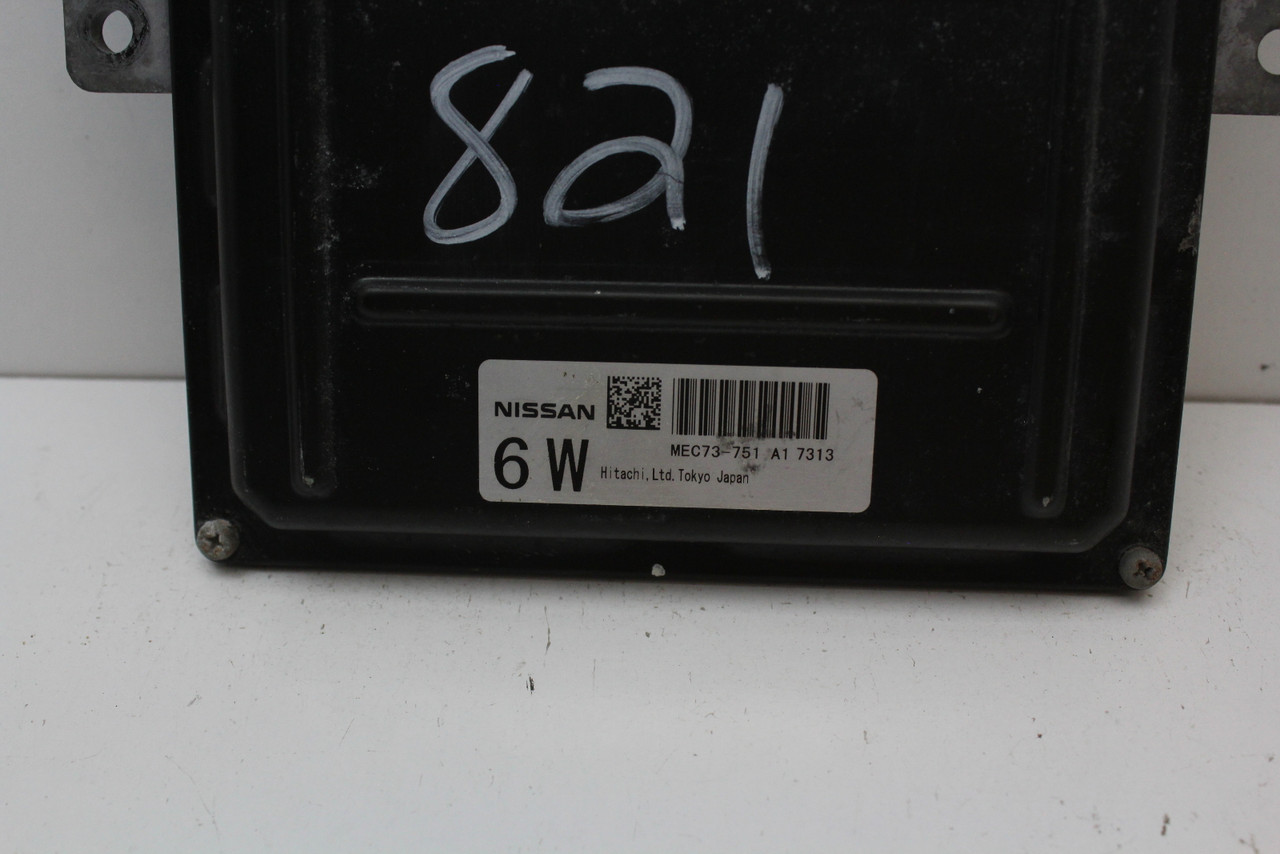 821
NISSAN
MEC73-751 A1 7313
6 W Hitachi,Ltd.Tokyo Japan